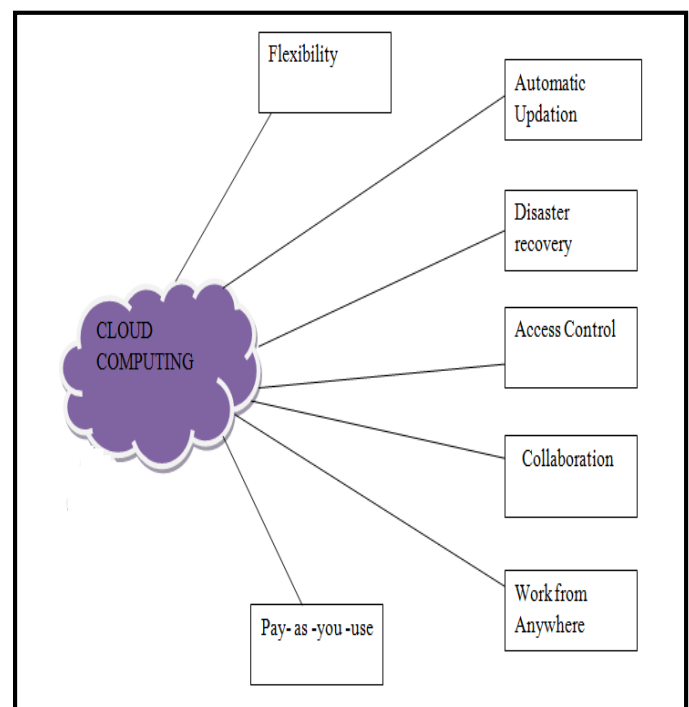 Flexibility
Automatic
Updation
Disaster
recovery
CLOUD
COMPUTING
Access Control
Collaboration
Work from
Anywhere
Pay- as -you -use